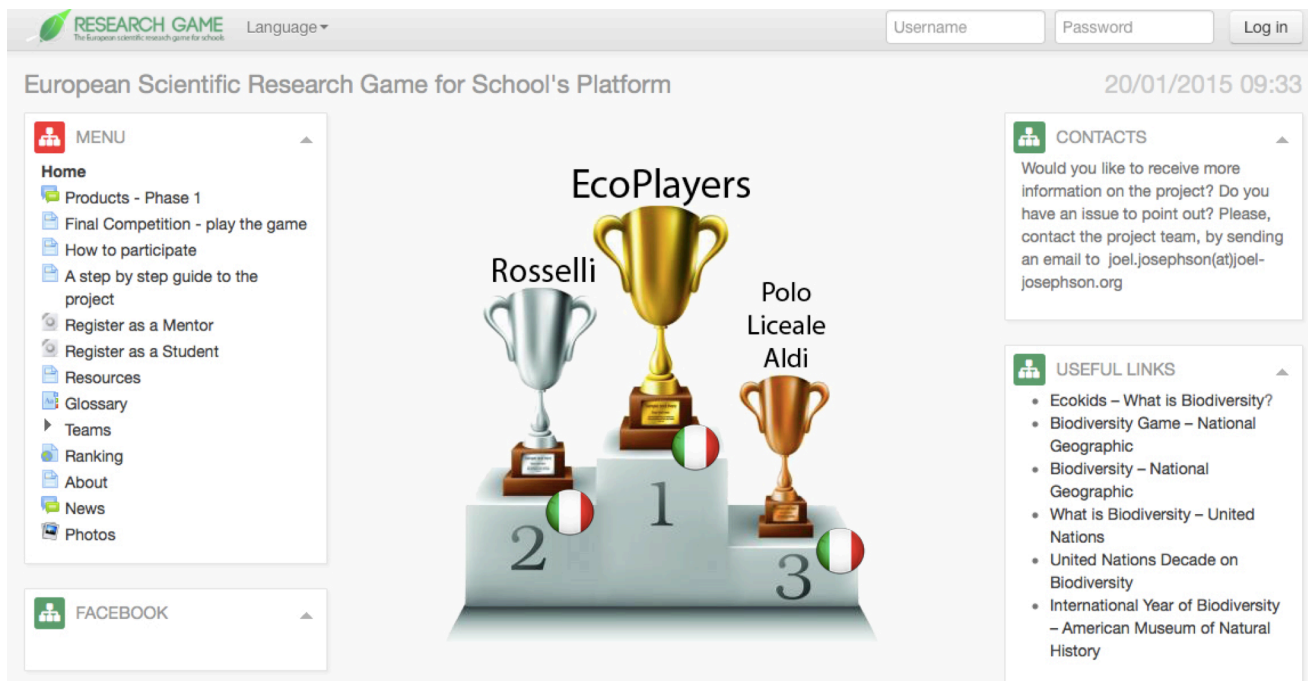 RESEARCH GAME
The European scientific research game for schools
Language
Username
Password
Log in
European Scientific Research Game for School's Platform
20/01/2015 09:33
MENU
Home
Products - Phase 1
Final Competition - play the game
How to participate
A step by step guide to the
project
Register as a Mentor
Register as a Student
Resources
Glossary
Teams
Ranking
About
News
Photos
FACEBOOK
EcoPlayers
Rosselli
Polo
Liceale
Aldi
1
2
3
CONTACTS
Would you like to receive more
information on the project? Do you
have an issue to point out? Please,
contact the project team, by sending
an email to joel.josephson(at)joel-
josephson.org
USEFUL LINKS
Ecokids – What is Biodiversity?
Biodiversity Game – National
Geographic
Biodiversity – National
Geographic
What is Biodiversity – United
Nations
United Nations Decade on
Biodiversity
International Year of Biodiversity
– American Museum of Natural
History